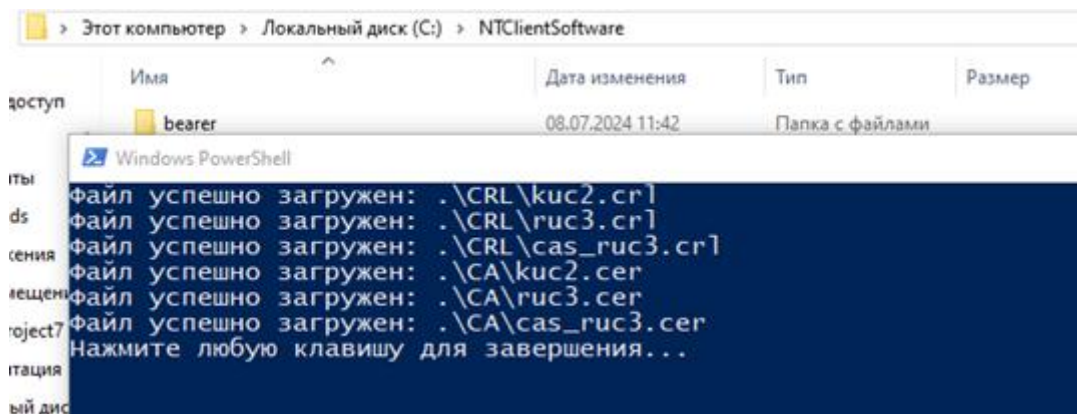 > Этот компьютер > Локальный диск (C:) > NTClientSoftware
Имя Дата изменения Тип Размер
доступ
bearer 08.07.2024 11:42 Папка с файлами
Windows PowerShell
Файл успешно загружен: .\CRL\kuc2.crl
ds
Файл успешно загружен: .\CRL\ruc3.crl
Файл успешно загружен: .\CRL\cas_ruc3.crl
Файл успешно загружен: .\CA\kuc2.cer
Файл успешно загружен: .\CA\ruc3.cer
roject7
Файл успешно загружен: .\CA\cas_ruc3.cer
Нажмите любую клавишу для завершения...